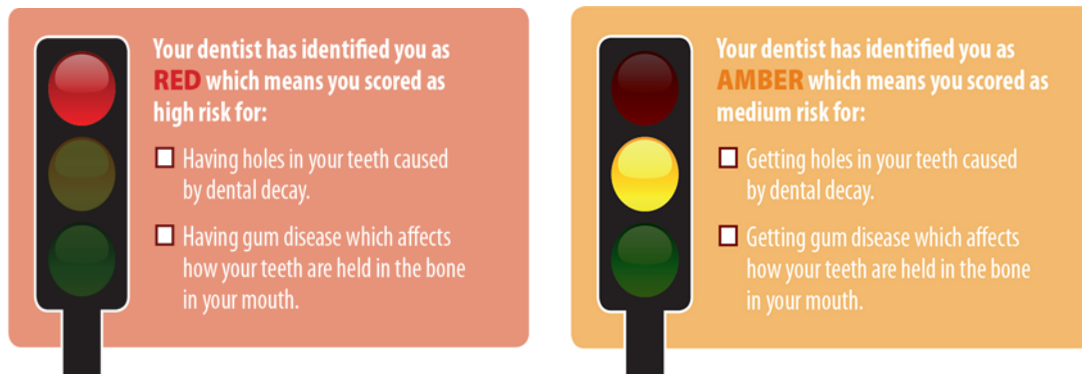 Your dentist has identified you as
RED which means you scored as
high risk for:
Having holes in your teeth caused
by dental decay.
Having gum disease which affects
how your teeth are held in the bone
in your mouth.
Your dentist has identified you as
AMBER which means you scored as
medium risk for:
Getting holes in your teeth caused
by dental decay.
Getting gum disease which affects
how your teeth are held in the bone
in your mouth.